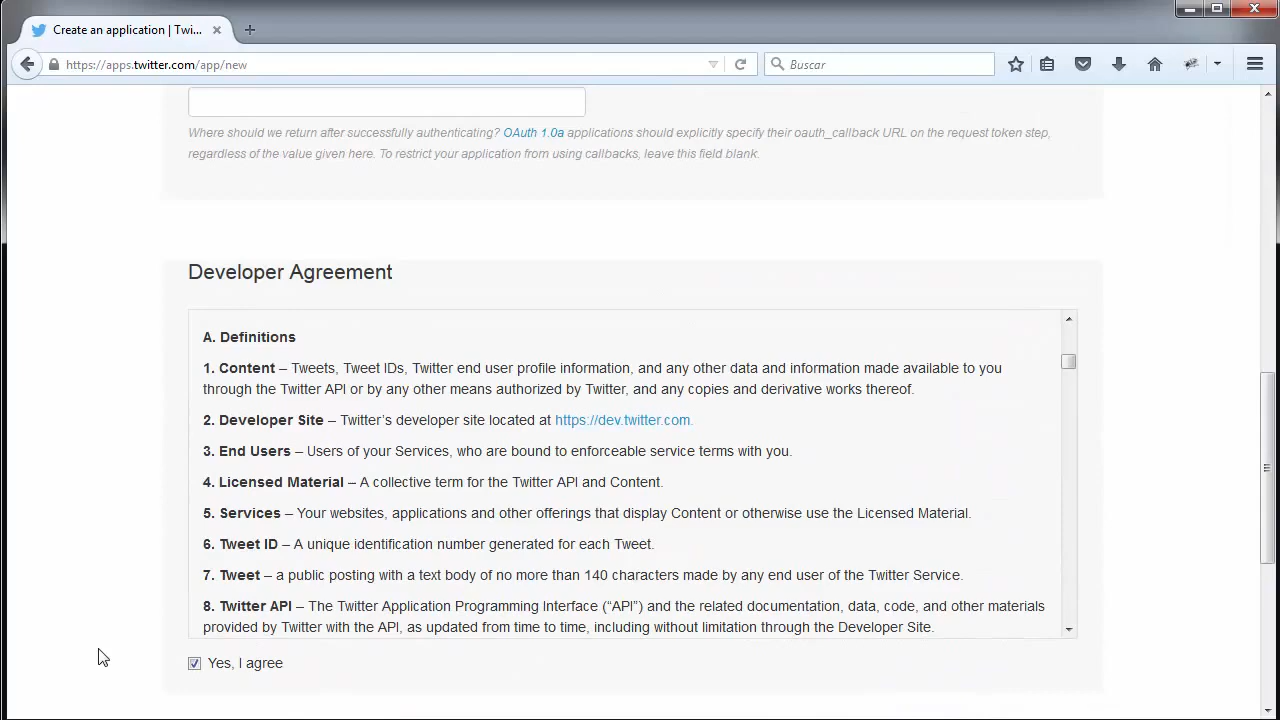 Create an application | Twi...
https://apps.twitter.com/app/new
Buscar
Where should we return after successfully authenticating? OAuth 1.0a applications should explicitly specify their oauth_callback URL on the request token step,
regardless of the value given here. To restrict your application from using callbacks, leave this field blank.
Developer Agreement
A. Definitions
1. Content – Tweets, Tweet IDs, Twitter end user profile information, and any other data and information made available to you
through the Twitter API or by any other means authorized by Twitter, and any copies and derivative works thereof.
2. Developer Site – Twitter’s developer site located at https://dev.twitter.com.
3. End Users – Users of your Services, who are bound to enforceable service terms with you.
4. Licensed Material – A collective term for the Twitter API and Content.
5. Services – Your websites, applications and other offerings that display Content or otherwise use the Licensed Material.
6. Tweet ID – A unique identification number generated for each Tweet.
7. Tweet – a public posting with a text body of no more than 140 characters made by any end user of the Twitter Service.
8. Twitter API – The Twitter Application Programming Interface (“API”) and the related documentation, data, code, and other materials
provided by Twitter with the API, as updated from time to time, including without limitation through the Developer Site.
Yes, I agree